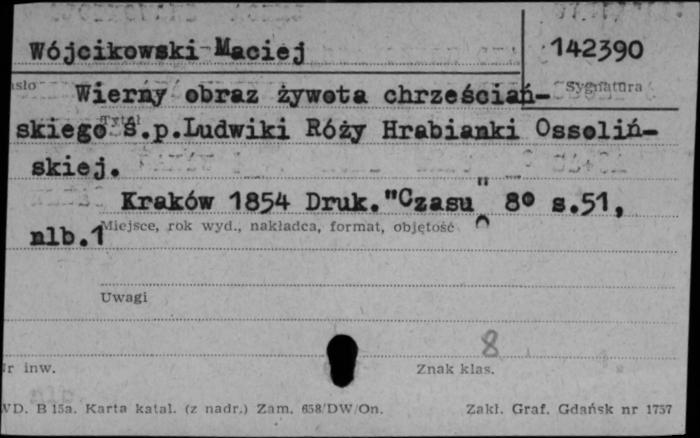 Wójcikowski Maciej
142390
Sygnatura
Wierny obraz żywota chrześciań-
skiego ś.p.Ludwiki Róży Hrabianki Ossoliń-
skiej.
Kraków 1854 Druk."Czasu" 8° s.51,
nlb.1
Miejsce, rok wyd., nakładca, format, objętość
Uwagi
8
Nr inw.
Znak klas.
WD. B 15a. Karta katal. (z nadr.) Zam. 658/DW/On.
Zakł. Graf. Gdańsk nr 1757